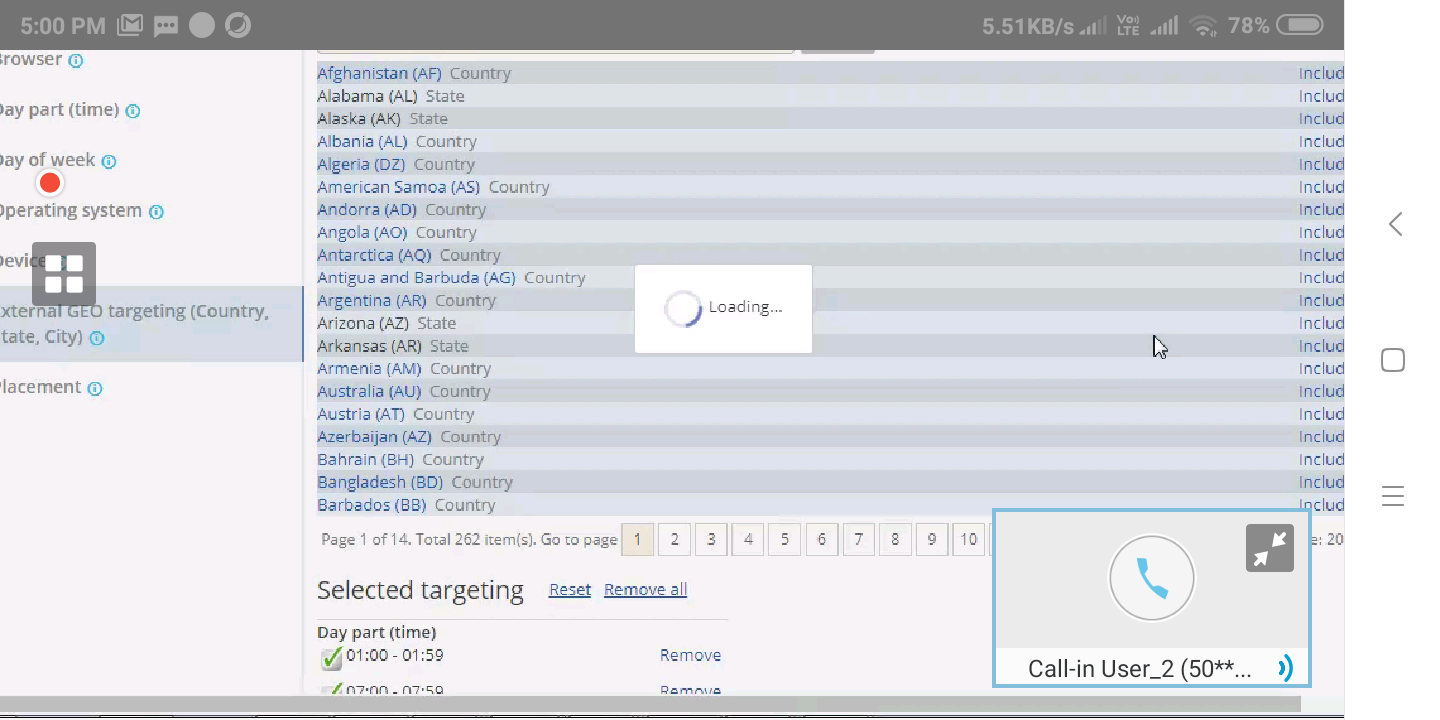 5:00 PM 5.51KB/s Vo) LTE 78%
Browser
Day part (time)
Day of week
Operating system
Device
xternal GEO targeting (Country,
tate, City)
Placement
Afghanistan (AF) Country Includ
Alabama (AL) State Includ
Alaska (AK) State Includ
Albania (AL) Country Includ
Algeria (DZ) Country Includ
American Samoa (AS) Country Includ
Andorra (AD) Country Includ
Angola (AO) Country Includ
Antarctica (AQ) Country Includ
Antigua and Barbuda (AG) Country Includ
Argentina (AR) Country Includ
Arizona (AZ) State Includ
Arkansas (AR) State Includ
Armenia (AM) Country Includ
Australia (AU) Country Includ
Austria (AT) Country Includ
Azerbaijan (AZ) Country Includ
Bahrain (BH) Country Includ
Bangladesh (BD) Country Includ
Barbados (BB) Country Includ
Loading...
Page 1 of 14. Total 262 item(s). Go to page 1 2 3 4 5 6 7 8 9 10 e: 20
Selected targeting Reset Remove all
Day part (time)
01:00 - 01:59 Remove
07:00 - 07:59 Remove
Call-in User_2 (50**...